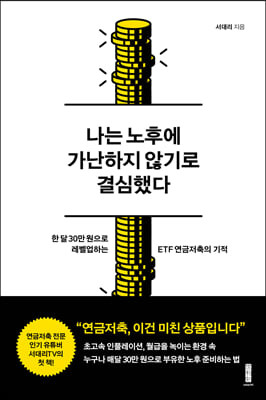 서대리 지음
나는 노후에
가난하지 않기로
결심했다
한 달 30만 원으로
레벨업하는
ETF 연금저축의 기적
연금저축 전문
인기 유튜버
서대리TV의
첫 책!
“연금저축, 이건 미친 상품입니다”
초고속 인플레이션, 월급을 녹이는 환경 속
누구나 매달 30만 원으로 부유한 노후 준비하는 법